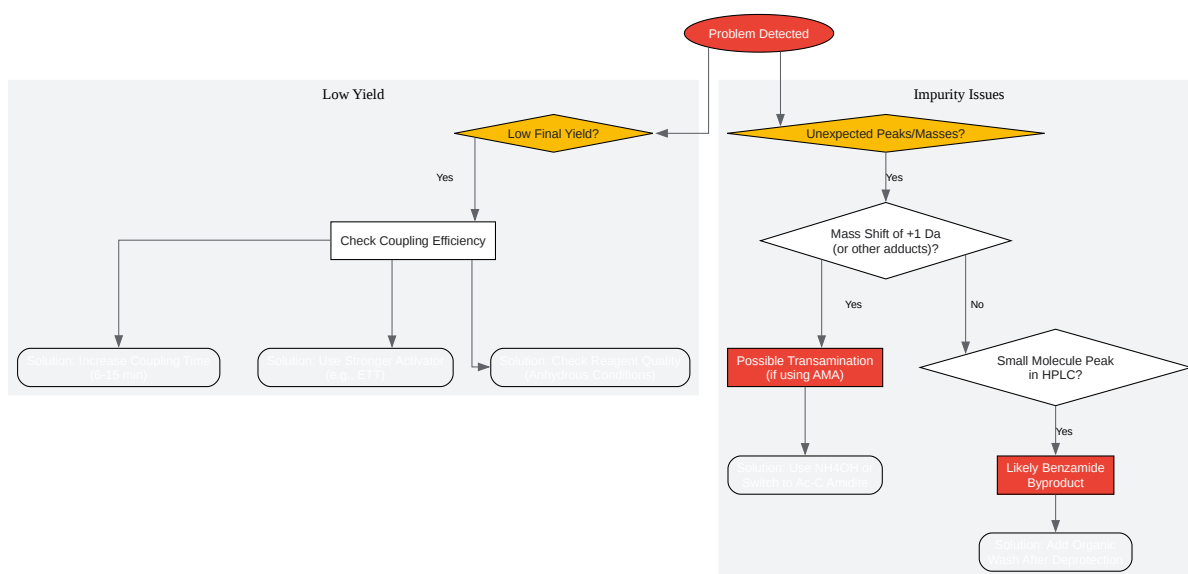 Problem Detected
Low Yield
Impurity Issues
Low Final Yield?
Unexpected Peaks/Masses?
Yes
Yes
Check Coupling Efficiency
Mass Shift of +1 Da
(or other adducts)?
Yes
No
Solution: Increase Coupling Time
(6-15 min)
Solution: Use Stronger Activator
(e.g., ETT)
Solution: Check Reagent Quality
(Anhydrous Conditions)
Possible Transamination
(if using AMA)
Small Molecule Peak
in HPLC?
Yes
Solution: Use NH4OH or
Switch to Ac-C Amidite
Likely Benzamide
Byproduct
Solution: Add Organic
Wash After Deprotection